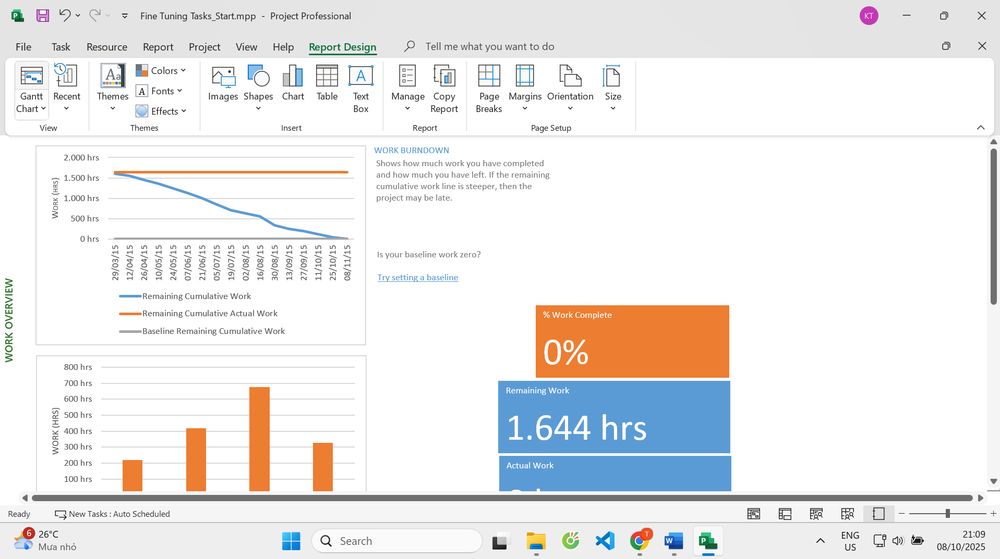 Fine Tuning Tasks_Start.mpp - Project Professional
KT
File Task Resource Report Project View Help Report Design Tell me what you want to do
Gantt Chart
Recent
View
Themes
Colors
Fonts
Effects
Themes
Images
Shapes
Chart
Table
Text Box
Insert
Manage
Copy Report
Report
Page Breaks
Margins
Orientation
Size
Page Setup
WORK OVERVIEW
2.000 hrs
1.500 hrs
1.000 hrs
500 hrs
0 hrs
WORK (HRS)
29/03/15
12/04/15
26/04/15
10/05/15
24/05/15
07/06/15
21/06/15
05/07/15
19/07/15
02/08/15
16/08/15
30/08/15
13/09/15
27/09/15
11/10/15
25/10/15
08/11/15
Remaining Cumulative Work
Remaining Cumulative Actual Work
Baseline Remaining Cumulative Work
WORK BURNDOWN
Shows how much work you have completed
and how much you have left. If the remaining
cumulative work line is steeper, then the
project may be late.
Is your baseline work zero?
Try setting a baseline
% Work Complete
0%
Remaining Work
1.644 hrs
Actual Work
800 hrs
700 hrs
600 hrs
500 hrs
400 hrs
300 hrs
200 hrs
100 hrs
WORK (HRS)
Ready
New Tasks : Auto Scheduled
6
26°C
Mưa nhỏ
Search
T
ENG
US
21:09
08/10/2025